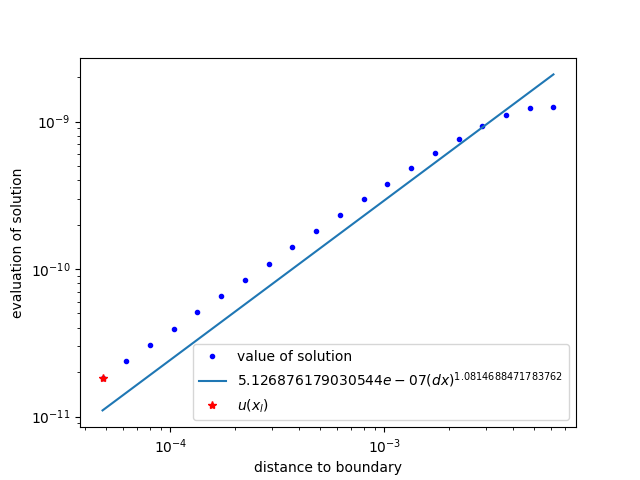 10⁻⁹
10⁻¹⁰
10⁻¹¹
evaluation of solution
value of solution
5.126876179030544e − 07(dx)^1.0814688471783762
u(x_I)
10⁻⁴
10⁻³
distance to boundary